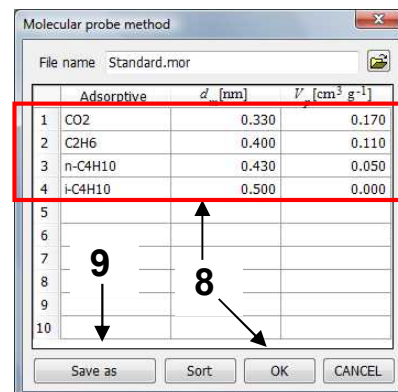 Molecular probe method
File name Standard.mor
Adsorptive d_m[nm] V_p[cm³ g⁻¹]
1 CO2 0.330 0.170
2 C2H6 0.400 0.110
3 n-C4H10 0.430 0.050
4 i-C4H10 0.500 0.000
5
6
7
8
9
10
9
8
Save as Sort OK CANCEL